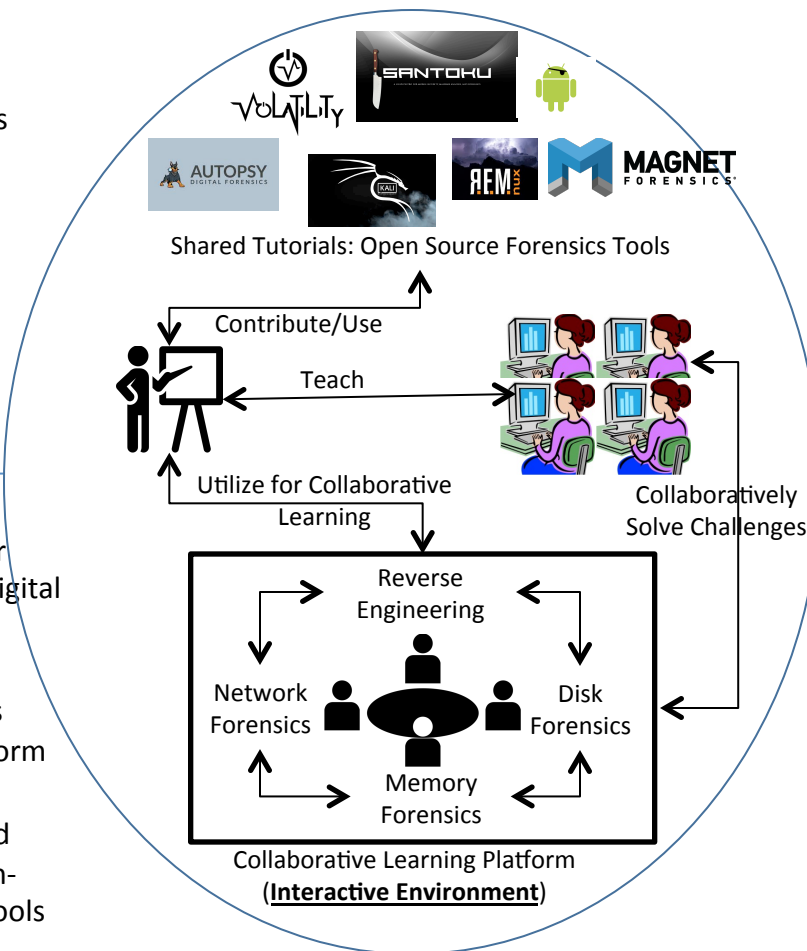 VOLATILITY
SANTOKU
AUTOPSY
DIGITAL FORENSICS
KALI
R.E.M
nux
MAGNET
FORENSICS
Shared Tutorials: Open Source Forensics Tools
Contribute/Use
Teach
Utilize for Collaborative
Learning
Collaboratively
Solve Challenges
Reverse
Engineering
Network
Forensics
Disk
Forensics
Memory
Forensics
Collaborative Learning Platform
(Interactive Environment)
s
r
igital
s
orm
d
n-
ools